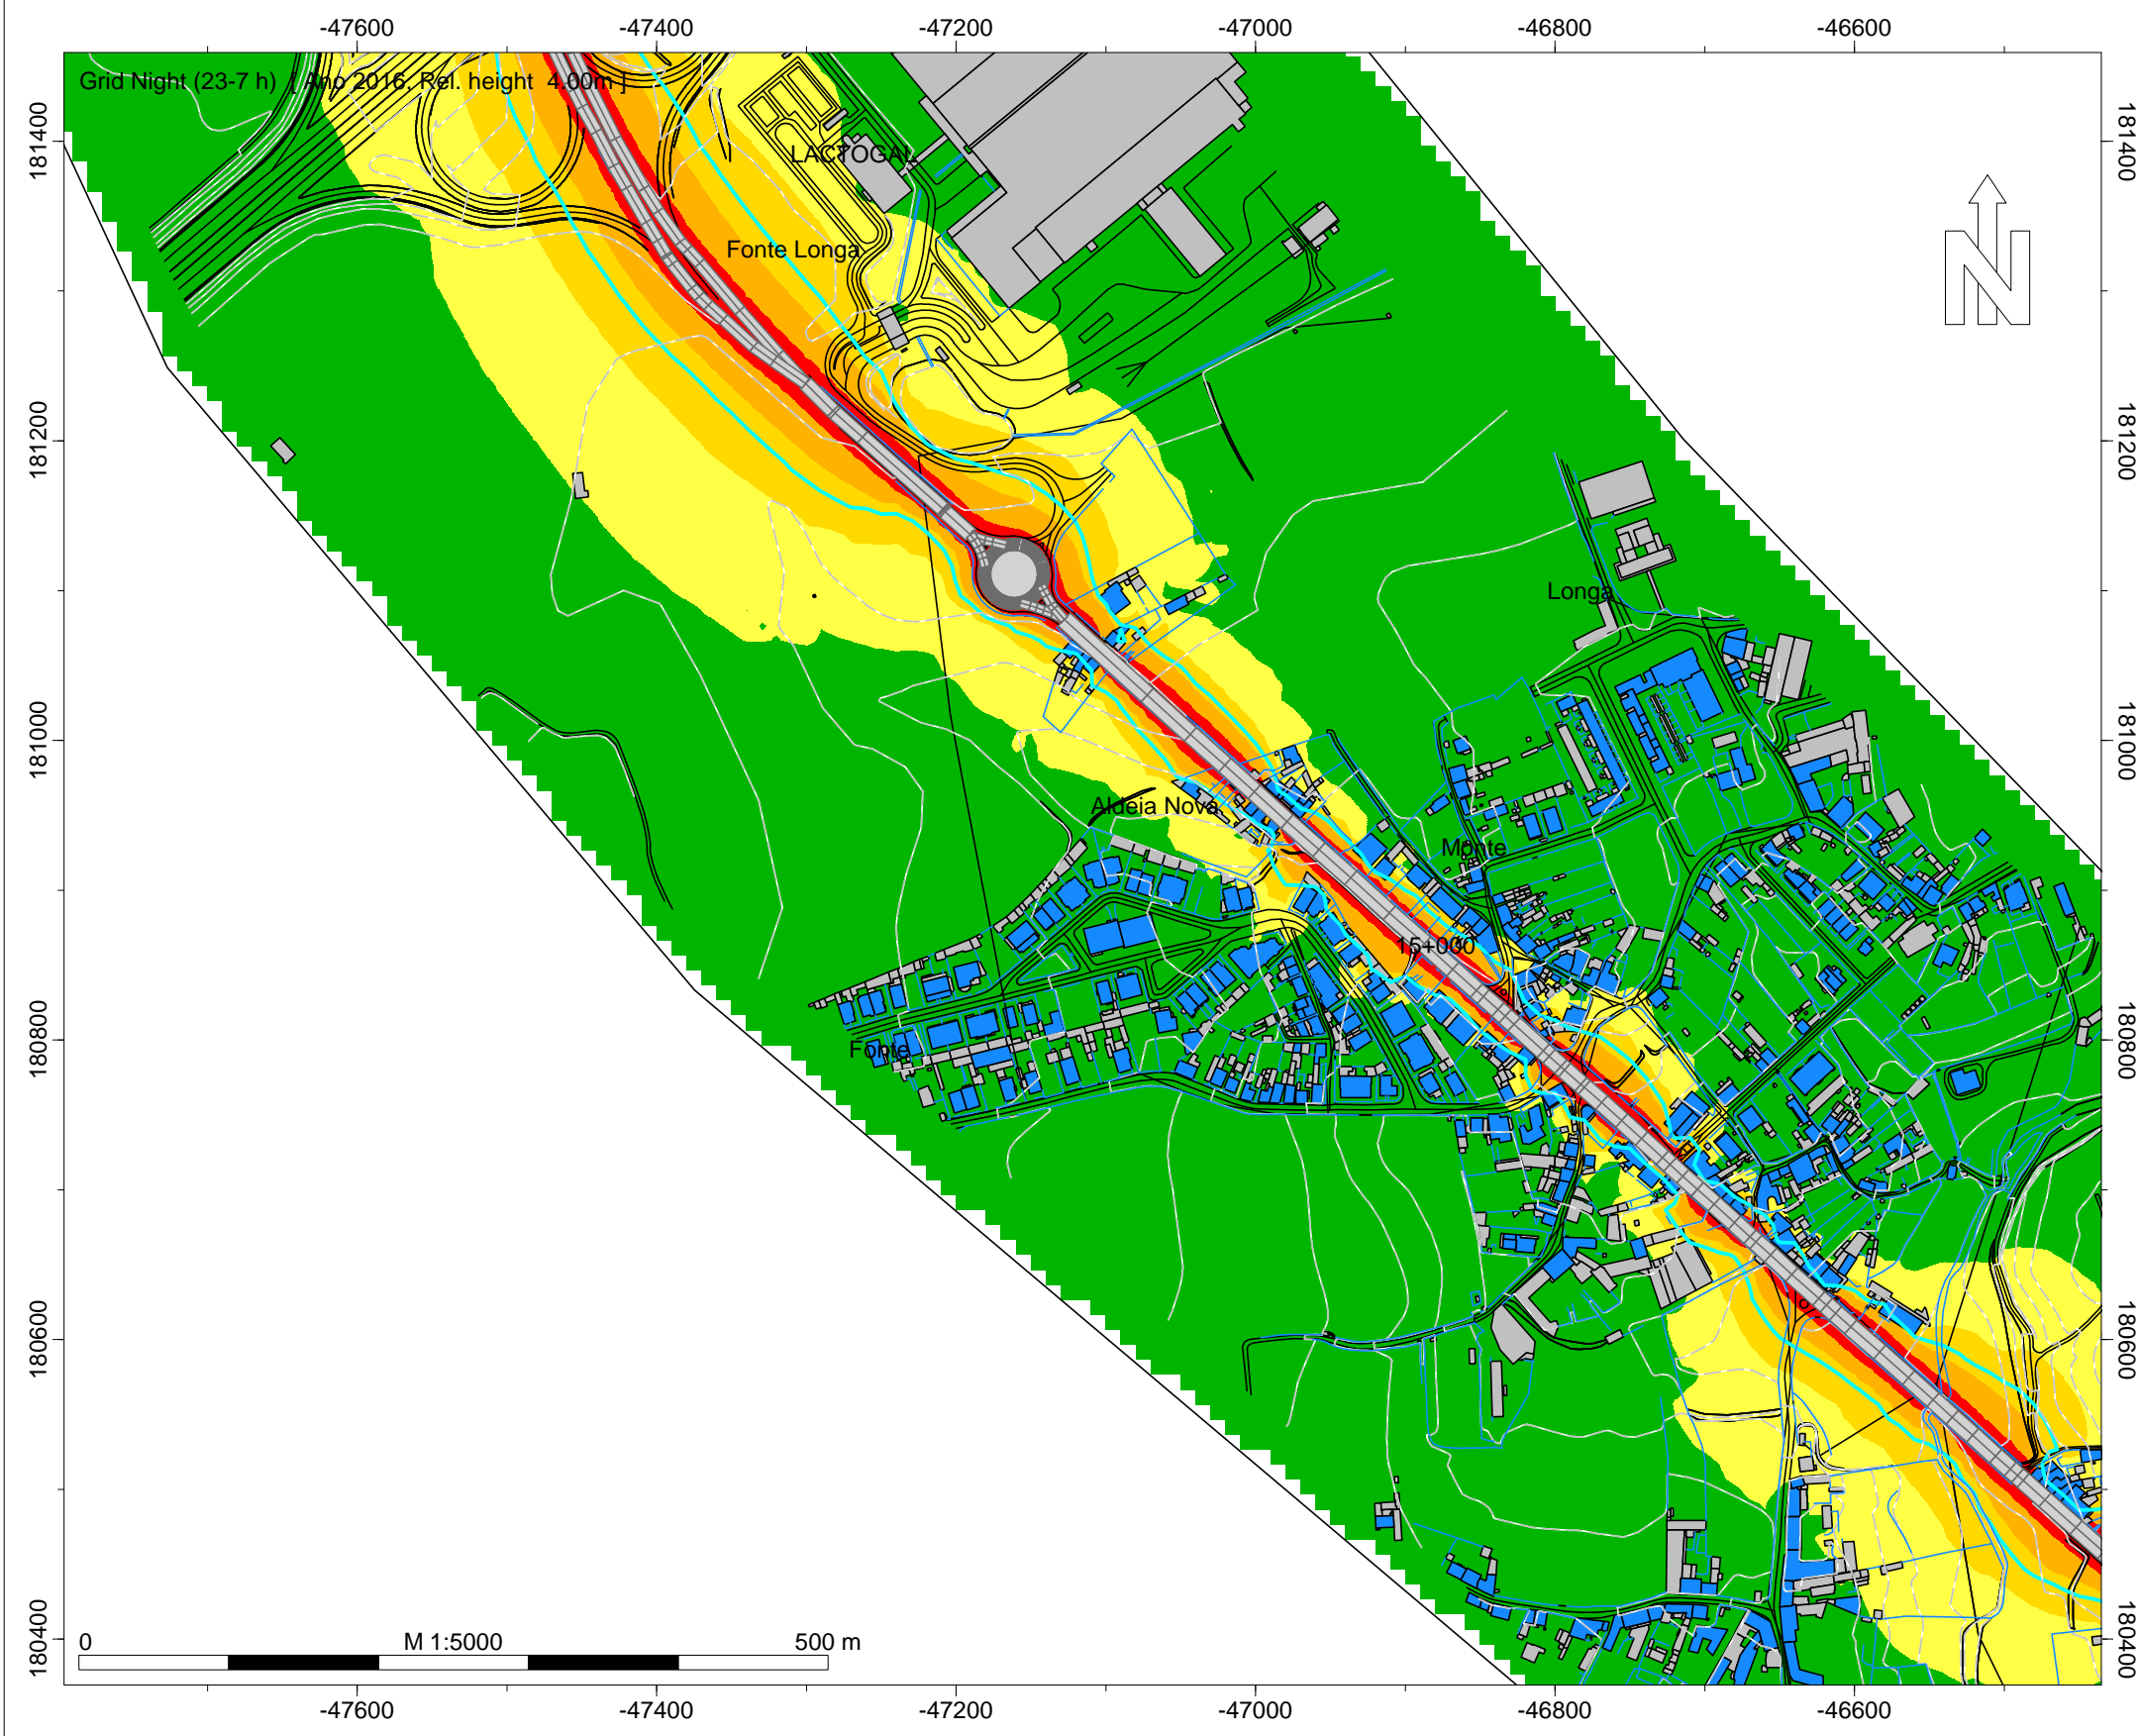 -47600 -47400 -47200 -47000 -46800 -46600
Grid Night (23-7 h) [ Ano 2016, Rel. height 4.00m ]
181400 181400
LACTOGAL
Fonte Longa
N
181200 181200
Longa
181000 181000
Aldeia Nova
Monte
15+000
180800 180800
Fonte
180600 180600
180400 180400
0 M 1:5000 500 m
-47600 -47400 -47200 -47000 -46800 -46600